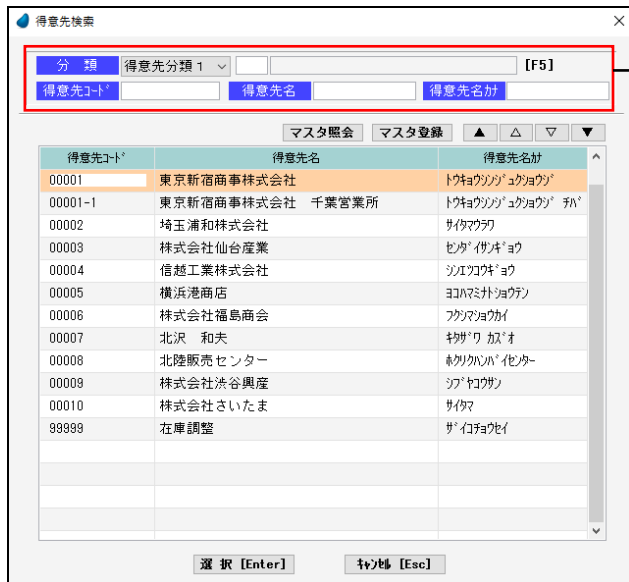 得意先検索
分 類 得意先分類１ [F5]
得意先ｺｰﾄﾞ 得意先名 得意先名ｶﾅ
マスタ照会 マスタ登録 ▲ △ ▽ ▼
得意先ｺｰﾄﾞ 得意先名 得意先名ｶﾅ
00001 東京新宿商事株式会社 ﾄｳｷｮｳｼﾝｼﾞｭｸｼｮｳｼﾞ
00001-1 東京新宿商事株式会社　千葉営業所 ﾄｳｷｮｳｼﾝｼﾞｭｸｼｮｳｼﾞ ﾁﾊﾞ
00002 埼玉浦和株式会社 ｻｲﾀﾏｳﾗﾜ
00003 株式会社仙台産業 ｾﾝﾀﾞｲｻﾝｷﾞｮｳ
00004 信越工業株式会社 ｼﾝｴﾂｺｳｷﾞｮｳ
00005 横浜港商店 ﾖｺﾊﾏﾐﾅﾄｼｮｳﾃﾝ
00006 株式会社福島商会 ﾌｸｼﾏｼｮｳｶｲ
00007 北沢　和夫 ｷﾀｻﾞﾜ ｶｽﾞｵ
00008 北陸販売センター ﾎｸﾘｸﾊﾝﾊﾞｲｾﾝﾀｰ
00009 株式会社渋谷興産 ｼﾌﾞﾔｺｳｻﾝ
00010 株式会社さいたま ｻｲﾀﾏ
99999 在庫調整 ｻﾞｲｺﾁｮｳｾｲ
選 択 [Enter] ｷｬﾝｾﾙ [Esc]